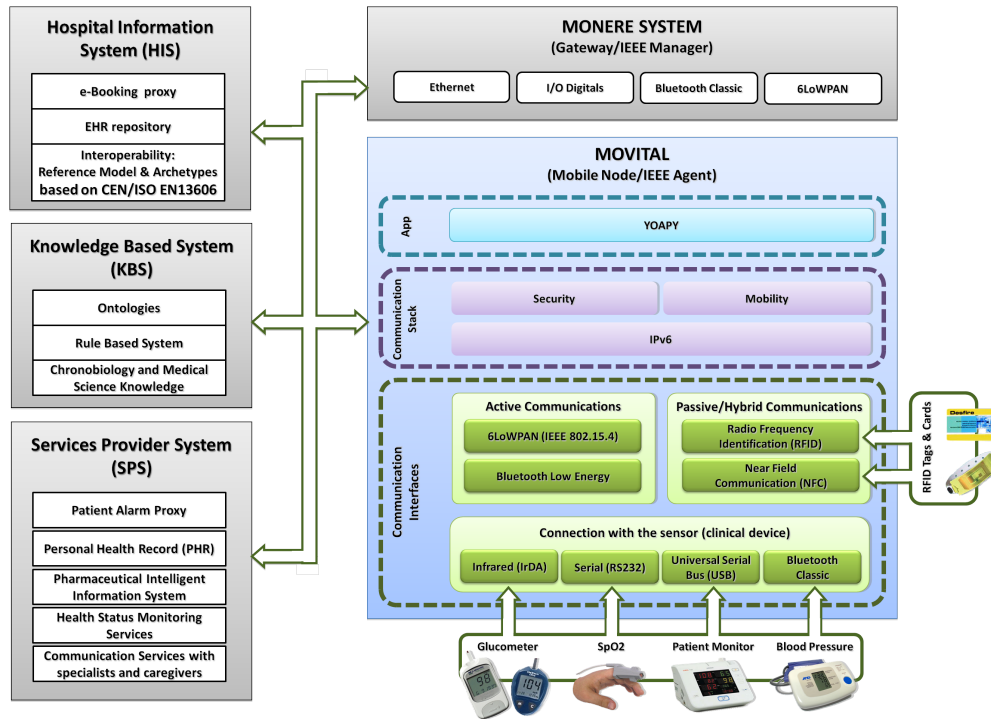 Hospital Information
System (HIS)
e-Booking proxy
EHR repository
Interoperability:
Reference Model & Archetypes
based on CEN/ISO EN13606
Knowledge Based System
(KBS)
Ontologies
Rule Based System
Chronobiology and Medical
Science Knowledge
Services Provider System
(SPS)
Patient Alarm Proxy
Personal Health Record (PHR)
Pharmaceutical Intelligent
Information System
Health Status Monitoring
Services
Communication Services with
specialists and caregivers
MONERE SYSTEM
(Gateway/IEEE Manager)
Ethernet
I/O Digitals
Bluetooth Classic
6LoWPAN
MOVITAL
(Mobile Node/IEEE Agent)
App
YOAPY
Communication
Stack
Security
Mobility
IPv6
Communication
Interfaces
Active Communications
6LoWPAN (IEEE 802.15.4)
Bluetooth Low Energy
Passive/Hybrid Communications
Radio Frequency
Identification (RFID)
Near Field
Communication (NFC)
Connection with the sensor (clinical device)
Infrared (IrDA)
Serial (RS232)
Universal Serial
Bus (USB)
Bluetooth
Classic
RFID Tags & Cards
Desfire
Glucometer
SpO2
Patient Monitor
Blood Pressure
98
104